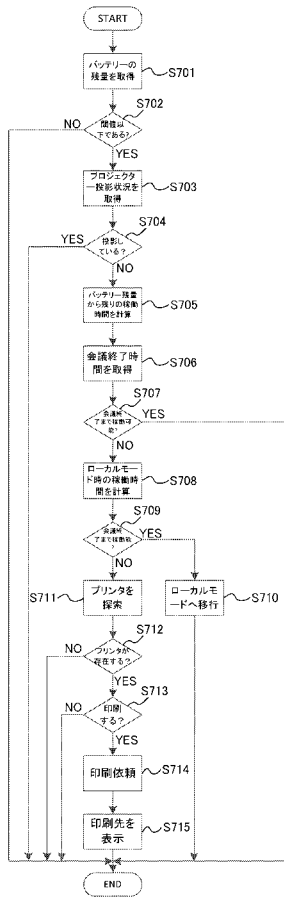 START
バッテリーの
残量を取得
S701
S702
NO
閾値以
下である?
YES
プロジェクタ
ー投影状況を
取得
S703
S704
YES
投影し
ている?
NO
バッテリー残量
から残りの稼働
時間を計算
S705
会議終了時
間を取得
S706
S707
会議終
了まで稼働可
能?
YES
NO
ローカルモー
ド時の稼働時
間を計算
S708
S709
会議終
了まで稼働可能
?
YES
NO
S711
プリンタを
探索
ローカルモ
ードへ移行
S710
S712
NO
プリンタが
存在する?
YES
S713
NO
印刷
する?
YES
印刷依頼
S714
印刷先を
表示
S715
END